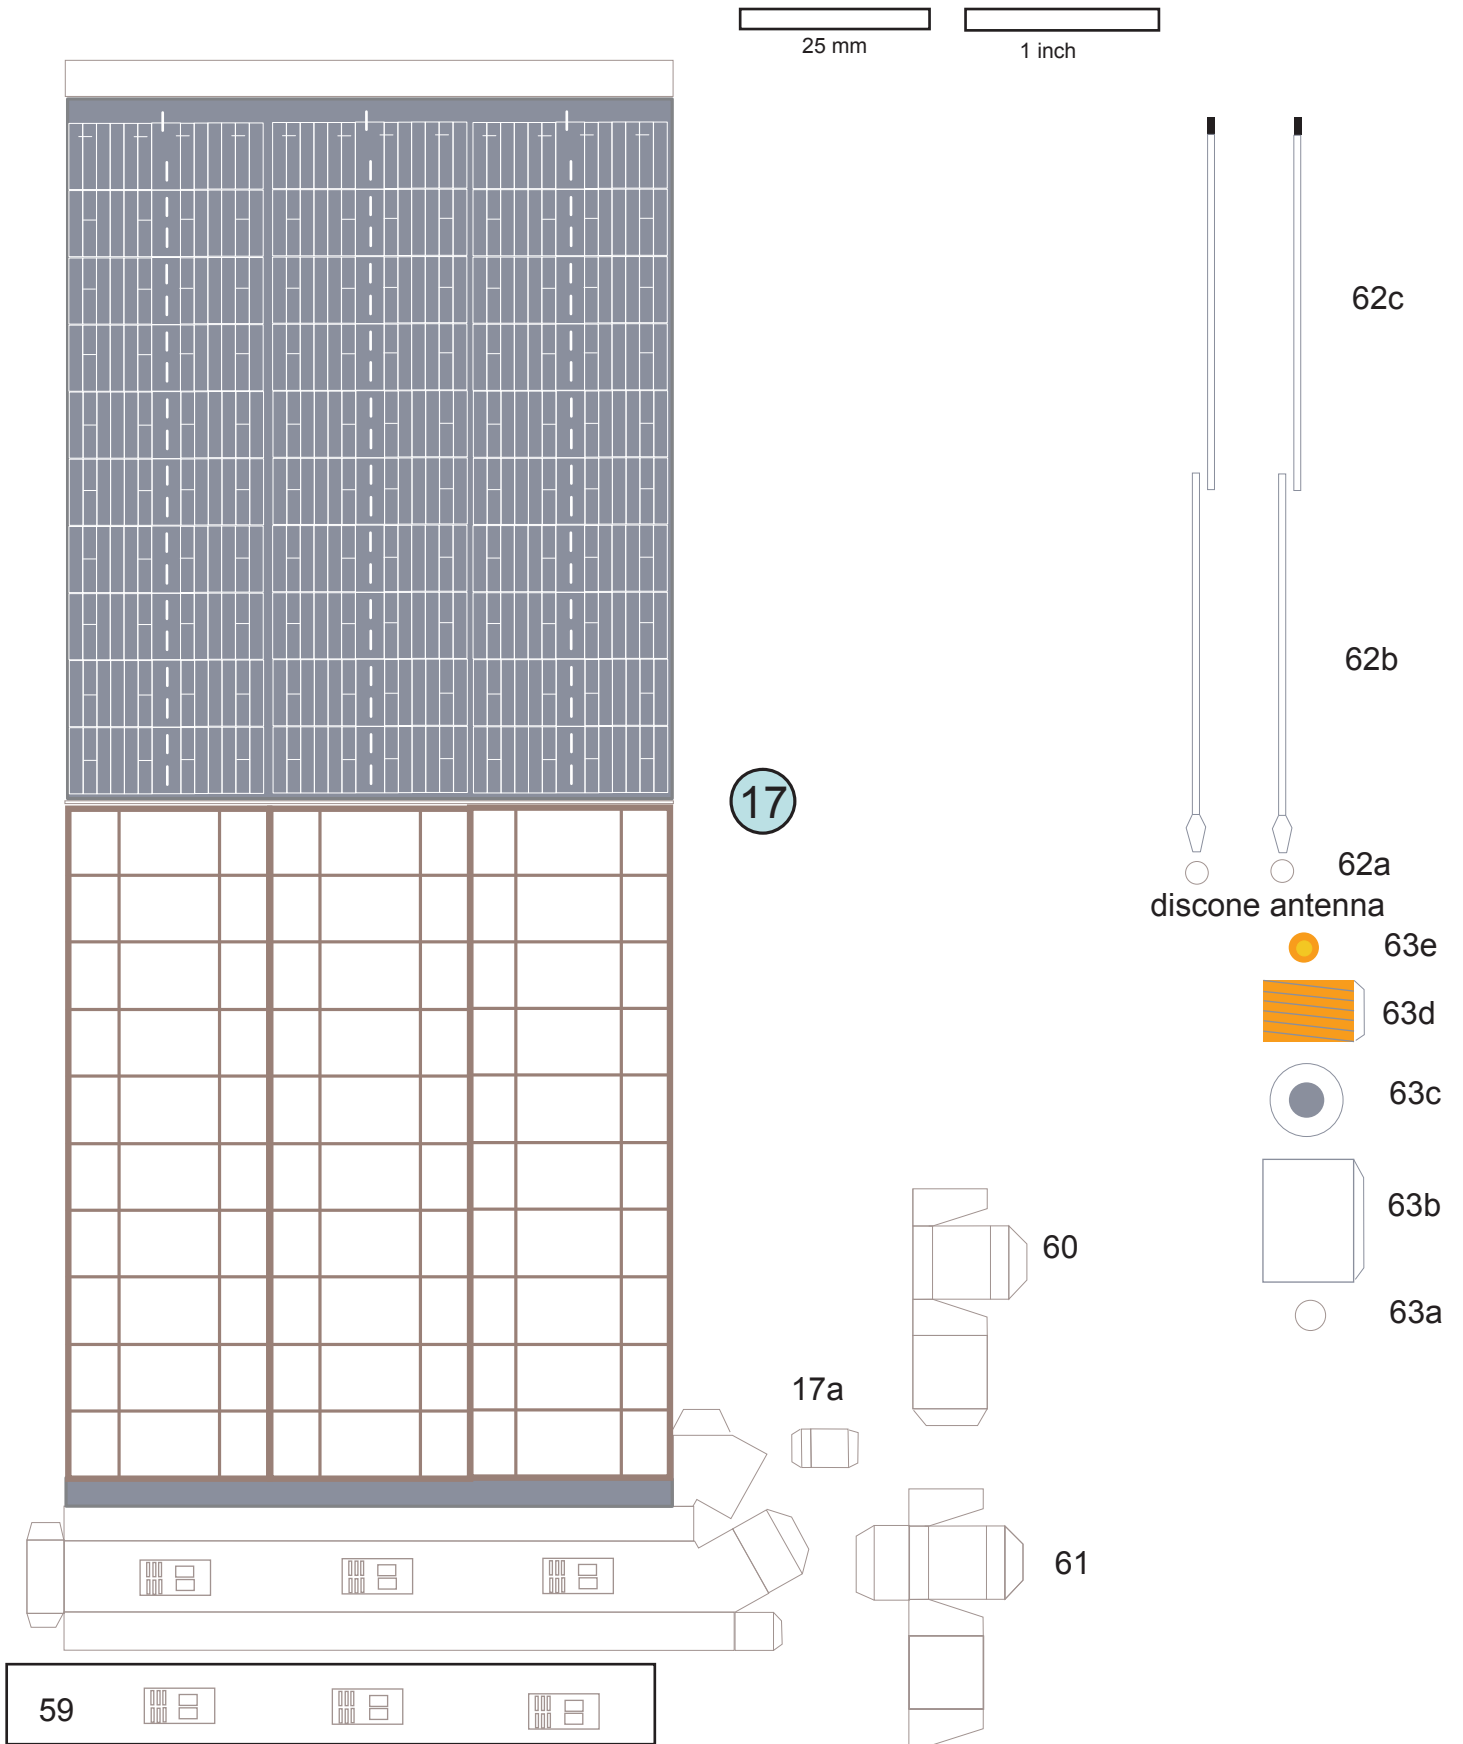 25 mm
1 inch
62c
62b
17
62a
discone antenna
63e
63d
63c
63b
60
63a
17a
61
59